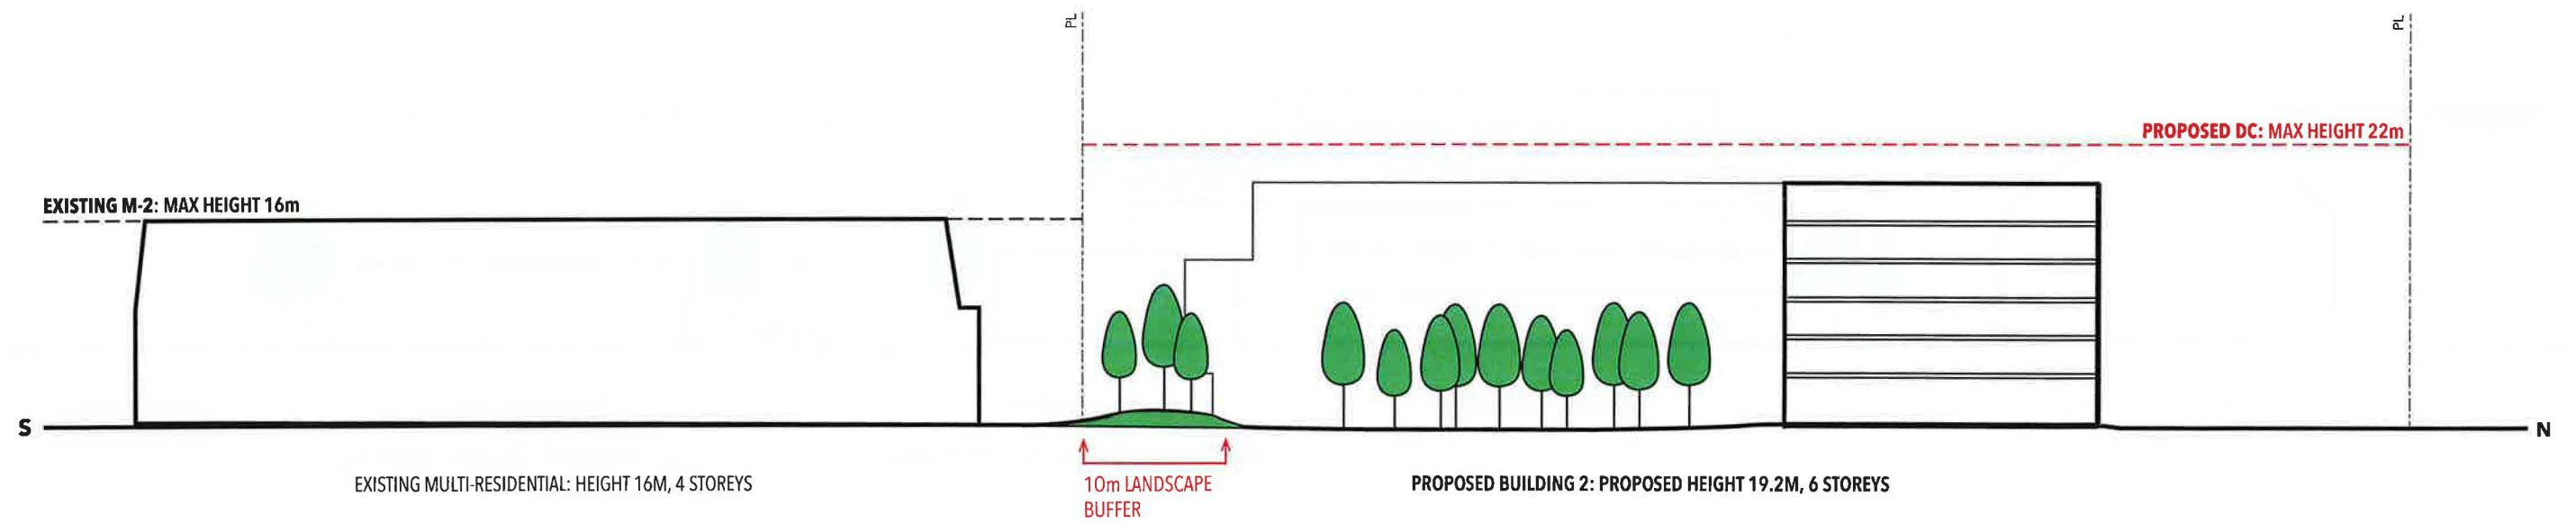 PL
PL
PROPOSED DC: MAX HEIGHT 22m
EXISTING M-2: MAX HEIGHT 16m
S
N
EXISTING MULTI-RESIDENTIAL: HEIGHT 16M, 4 STOREYS
10m LANDSCAPE
BUFFER
PROPOSED BUILDING 2: PROPOSED HEIGHT 19.2M, 6 STOREYS